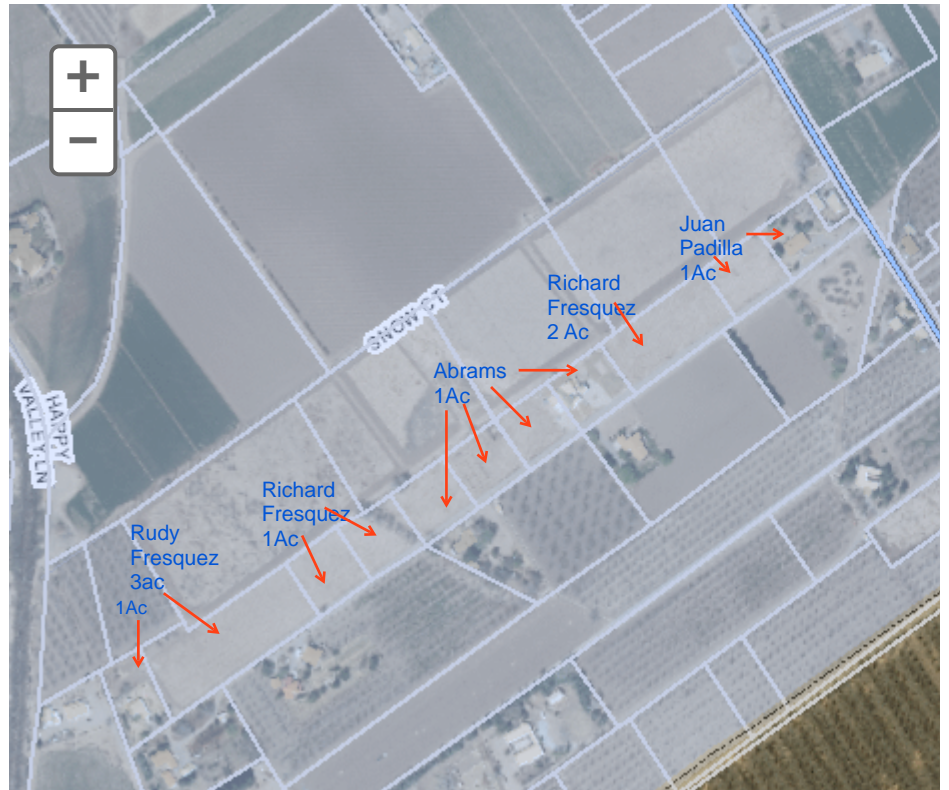 +
−
Juan
Padilla
1Ac
Richard
Fresquez
2 Ac
SNOW CT
Abrams
1Ac
HAPPY
VALLEY LN
Richard
Fresquez
1Ac
Rudy
Fresquez
3ac
1Ac